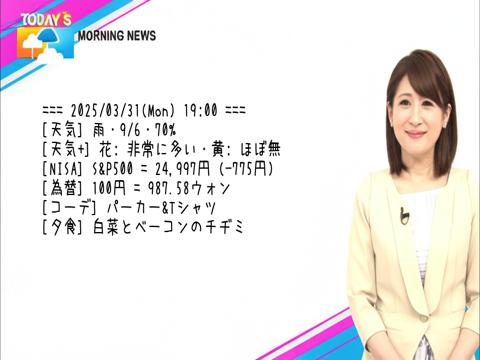 TODAY'S
MORNING NEWS
=== 2025/03/31(Mon) 19:00 ===
[天気] 雨・9/6・70%
[天気+] 花: 非常に多い・黄: ほぼ無
[NISA] S&P500 = 24,997円 (-775円)
[為替] 100円 = 987.58ウォン
[コーデ] パーカー&Tシャツ
[夕食] 白菜とベーコンのチヂミ